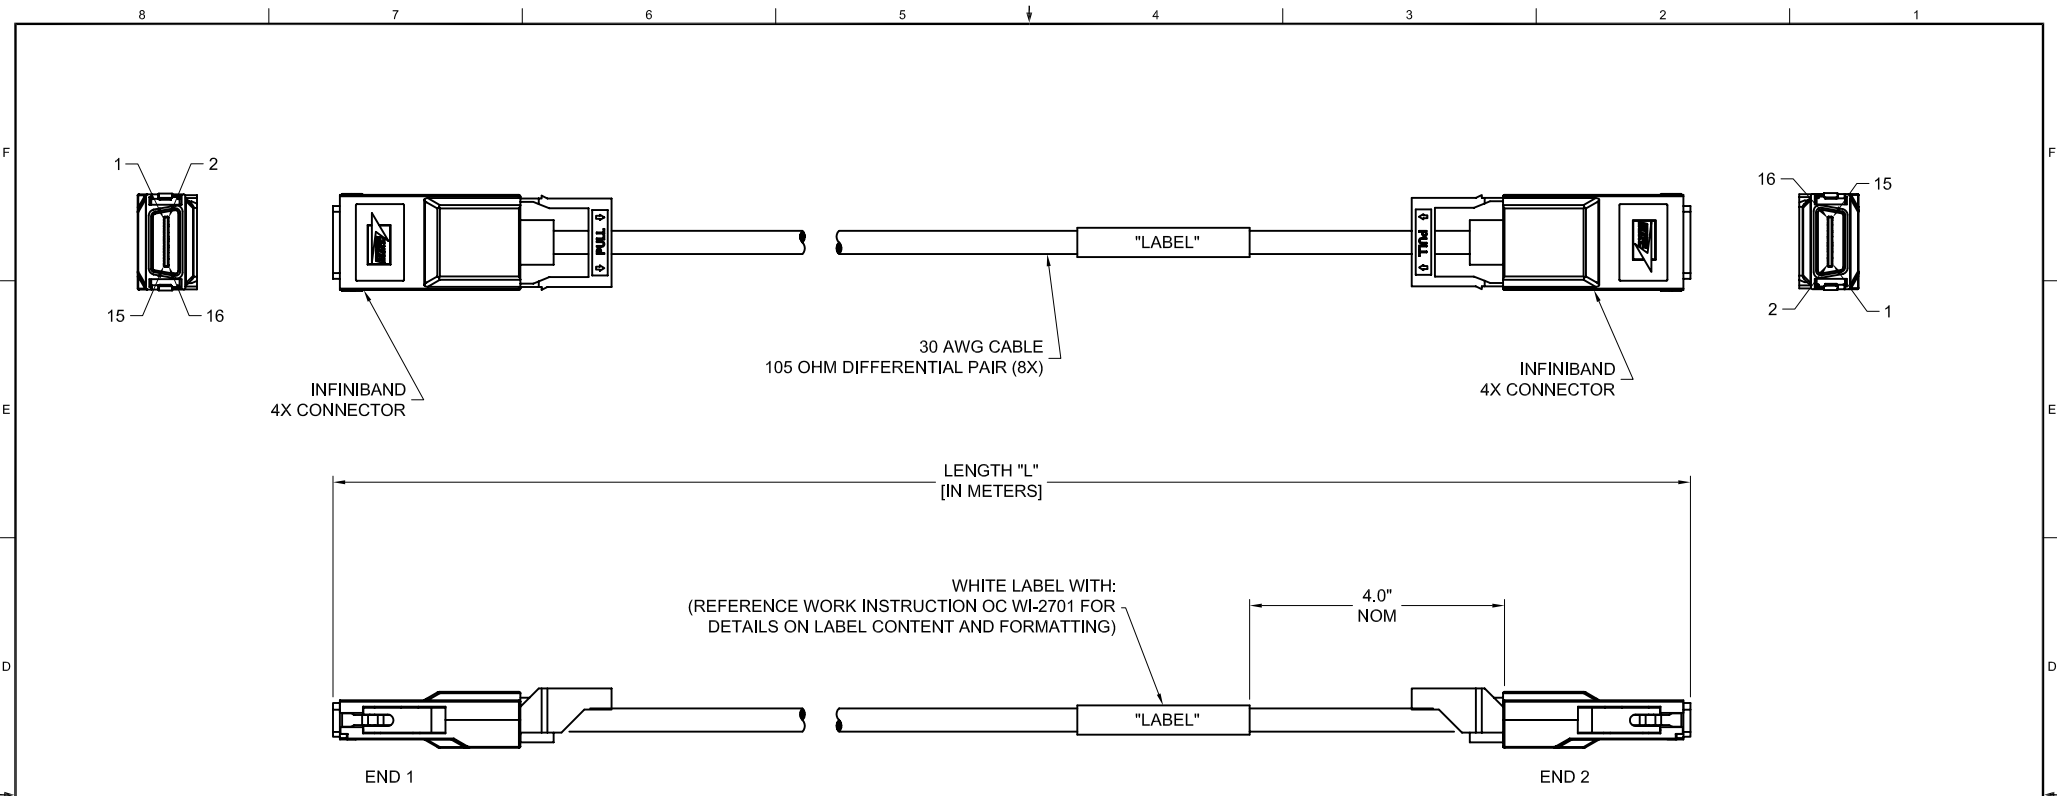 8 7 6 5 4 3 2 1
F F
1 2
16 15
PULL
"LABEL"
PULL
15 16
2 1
30 AWG CABLE
105 OHM DIFFERENTIAL PAIR (8X)
INFINIBAND
4X CONNECTOR
INFINIBAND
4X CONNECTOR
E E
LENGTH "L"
[IN METERS]
WHITE LABEL WITH:
(REFERENCE WORK INSTRUCTION OC WI-2701 FOR
DETAILS ON LABEL CONTENT AND FORMATTING)
4.0"
NOM
D D
"LABEL"
END 1 END 2